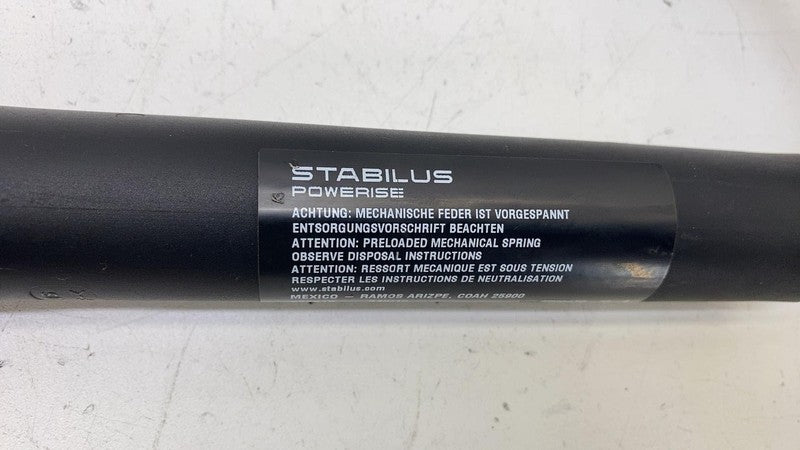 STABILUS
POWERISE
ACHTUNG: MECHANISCHE FEDER IST VORGESPANNT
ENTSORGUNGSVORSCHRIFT BEACHTEN
ATTENTION: PRELOADED MECHANICAL SPRING
OBSERVE DISPOSAL INSTRUCTIONS
ATTENTION: RESSORT MECANIQUE EST SOUS TENSION
RESPECTER LES INSTRUCTIONS DE NEUTRALISATION
www.stabilus.com
MEXICO – RAMOS ARIZPE, COAH 25900